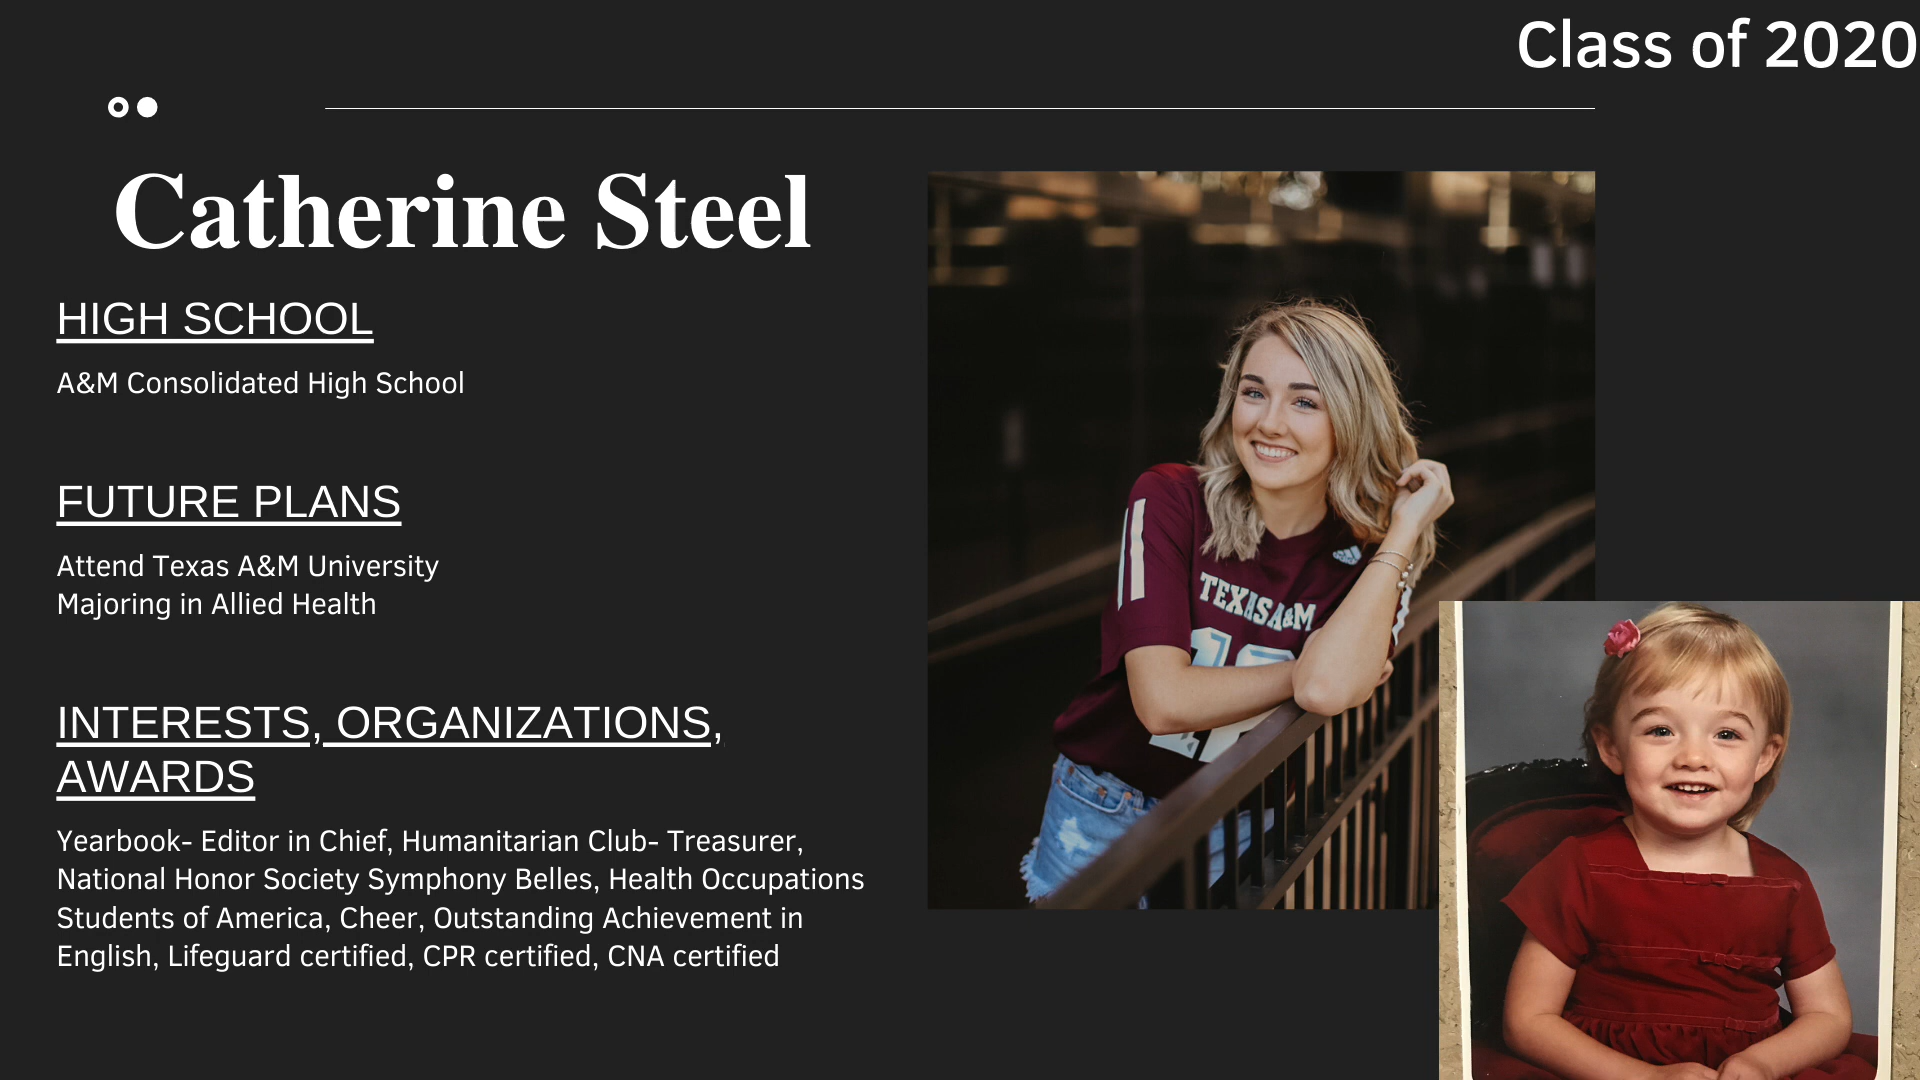 Class of 2020
Catherine Steel
HIGH SCHOOL
A&M Consolidated High School
FUTURE PLANS
Attend Texas A&M University
Majoring in Allied Health
INTERESTS, ORGANIZATIONS,
AWARDS
Yearbook- Editor in Chief, Humanitarian Club- Treasurer,
National Honor Society Symphony Belles, Health Occupations
Students of America, Cheer, Outstanding Achievement in
English, Lifeguard certified, CPR certified, CNA certified
TEXAS A&M
12